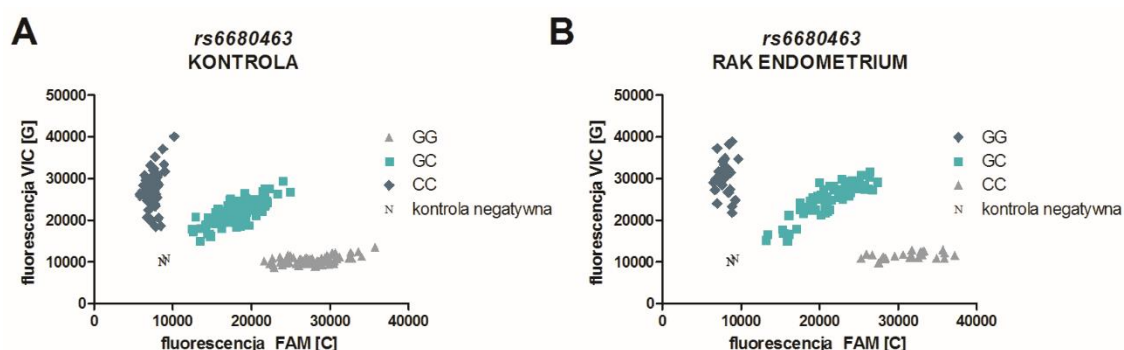 A
rs6680463
KONTROLA
fluorescencja VIC [G]
50000
40000
30000
20000
10000
0
0 10000 20000 30000 40000
fluorescencja FAM [C]
GG
GC
CC
N kontrola negatywna
N N
B
rs6680463
RAK ENDOMETRIUM
fluorescencja VIC [G]
50000
40000
30000
20000
10000
0
0 10000 20000 30000 40000
fluorescencja FAM [C]
GG
GC
CC
N kontrola negatywna
N N